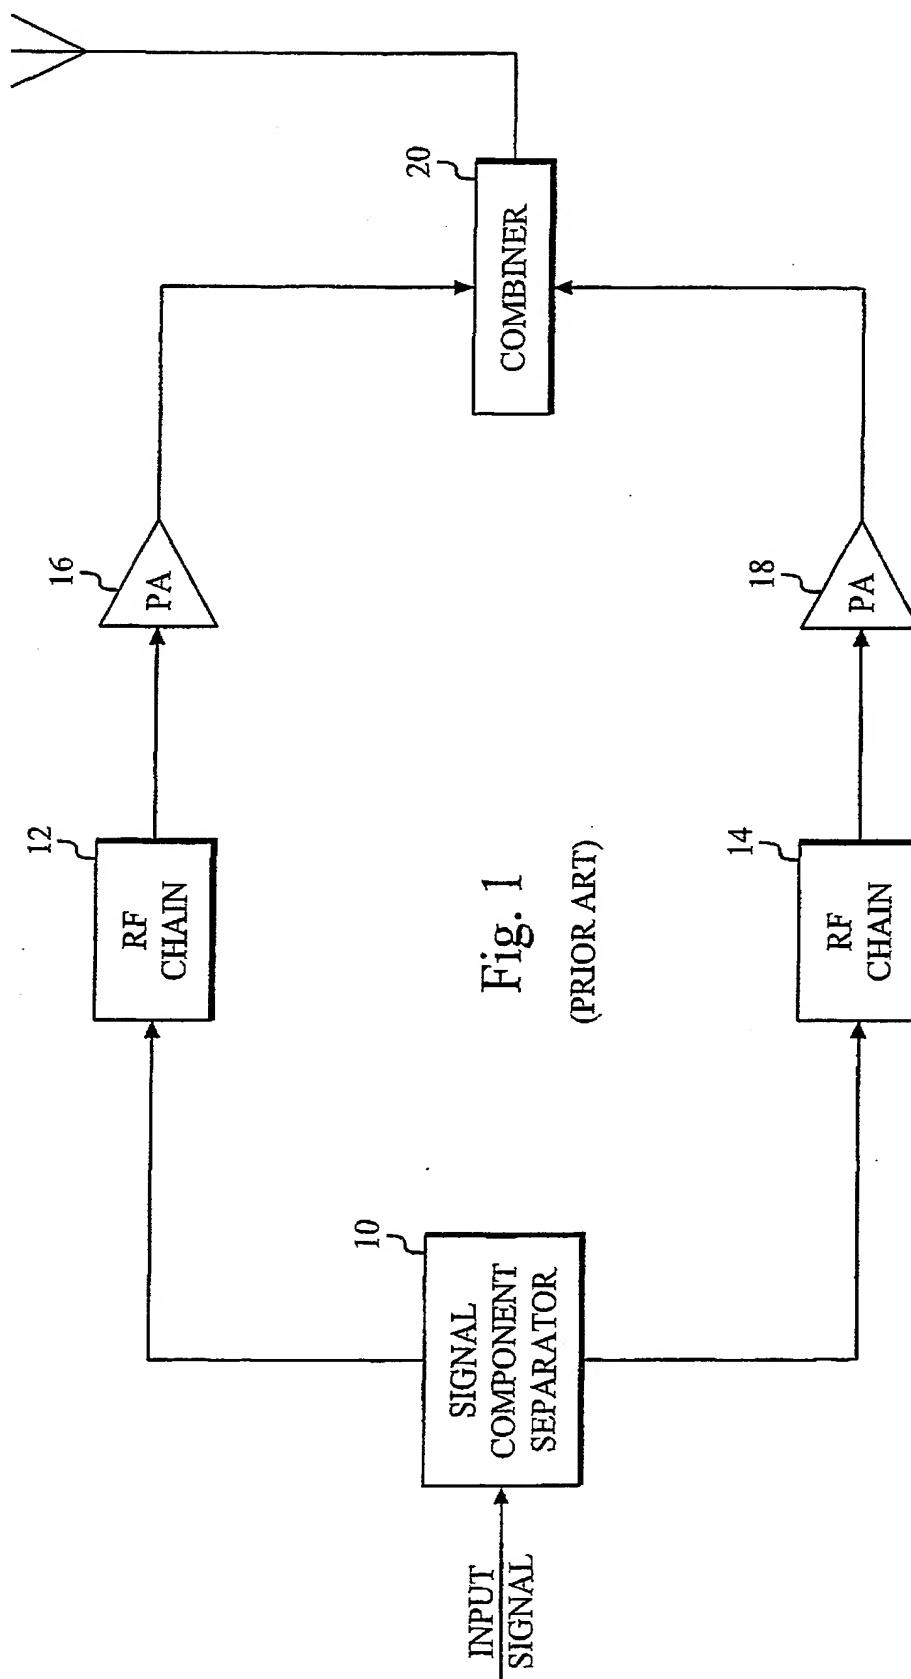 INPUT
SIGNAL
10
SIGNAL
COMPONENT
SEPARATOR
12
RF
CHAIN
16
PA
14
RF
CHAIN
18
PA
20
COMBINER
Fig. 1
(PRIOR ART)